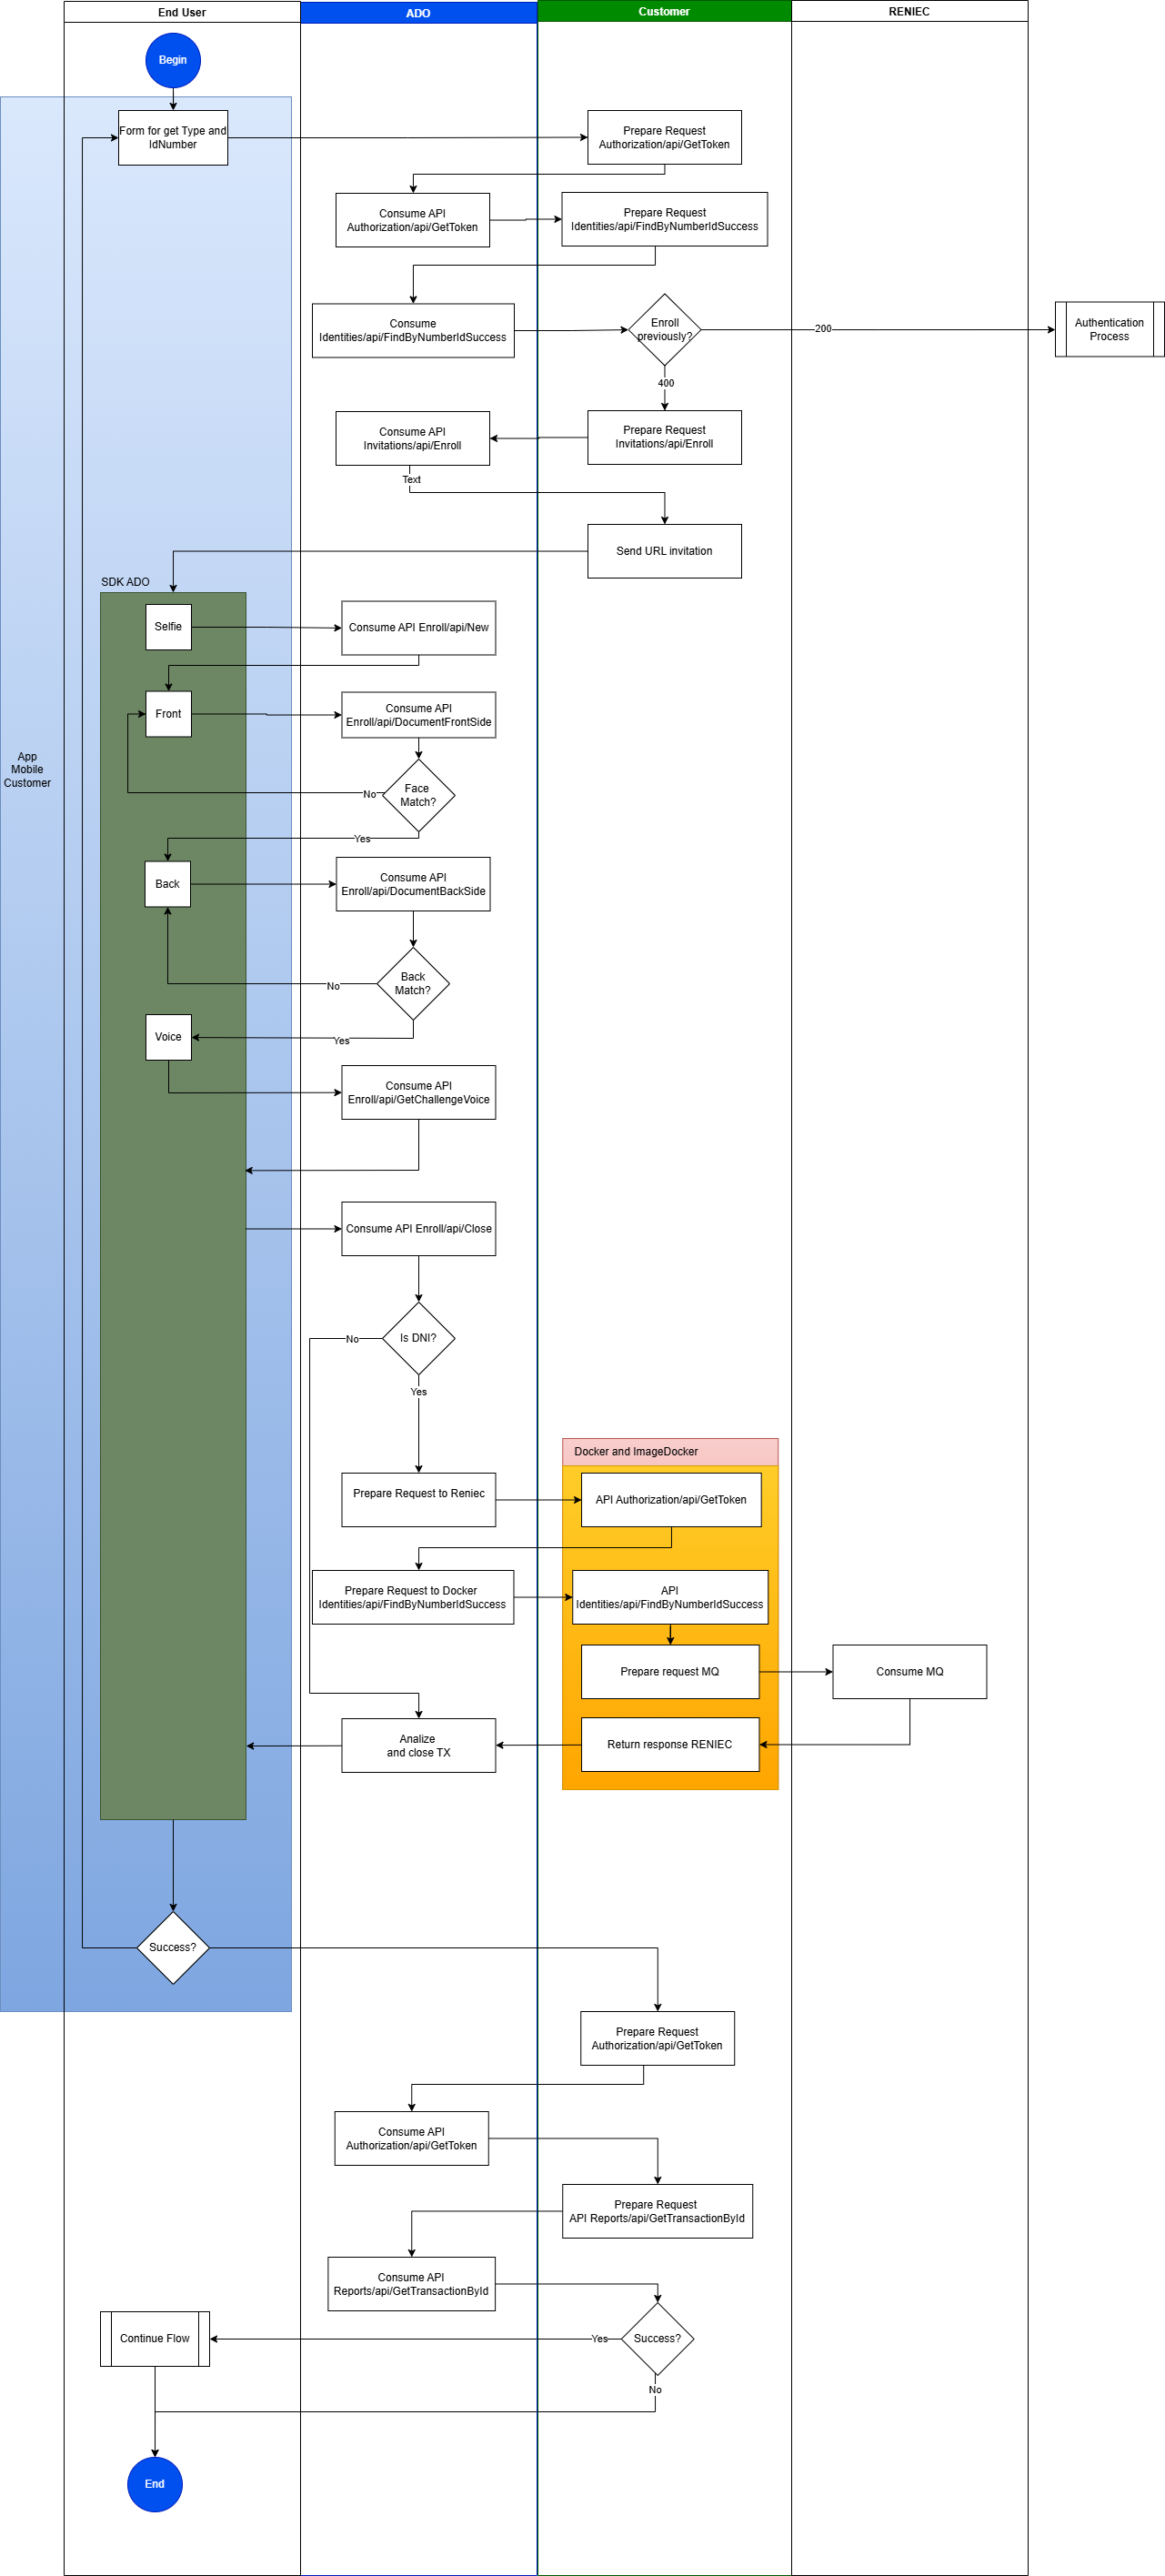 End User
ADO
Customer
RENIEC
Begin
Form for get Type and
IdNumber
Prepare Request
Authorization/api/GetToken
Consume API
Authorization/api/GetToken
Prepare Request
Identities/api/FindByNumberIdSuccess
Consume
Identities/api/FindByNumberIdSuccess
Enroll
previously?
200
Authentication
Process
400
Consume API
Invitations/api/Enroll
Prepare Request
Invitations/api/Enroll
Text
Send URL invitation
SDK ADO
Selfie
Consume API Enroll/api/New
Front
Consume API
Enroll/api/DocumentFrontSide
App
Mobile
Customer
Face
Match?
No
Yes
Back
Consume API
Enroll/api/DocumentBackSide
Back
Match?
No
Voice
Yes
Consume API
Enroll/api/GetChallengeVoice
Consume API Enroll/api/Close
Is DNI?
No
Yes
Docker and ImageDocker
Prepare Request to Reniec
API Authorization/api/GetToken
Prepare Request to Docker
Identities/api/FindByNumberIdSuccess
API
Identities/api/FindByNumberIdSuccess
Prepare request MQ
Consume MQ
Analize
and close TX
Return response RENIEC
Success?
Prepare Request
Authorization/api/GetToken
Consume API
Authorization/api/GetToken
Prepare Request
API Reports/api/GetTransactionById
Consume API
Reports/api/GetTransactionById
Continue Flow
Yes
Success?
No
End